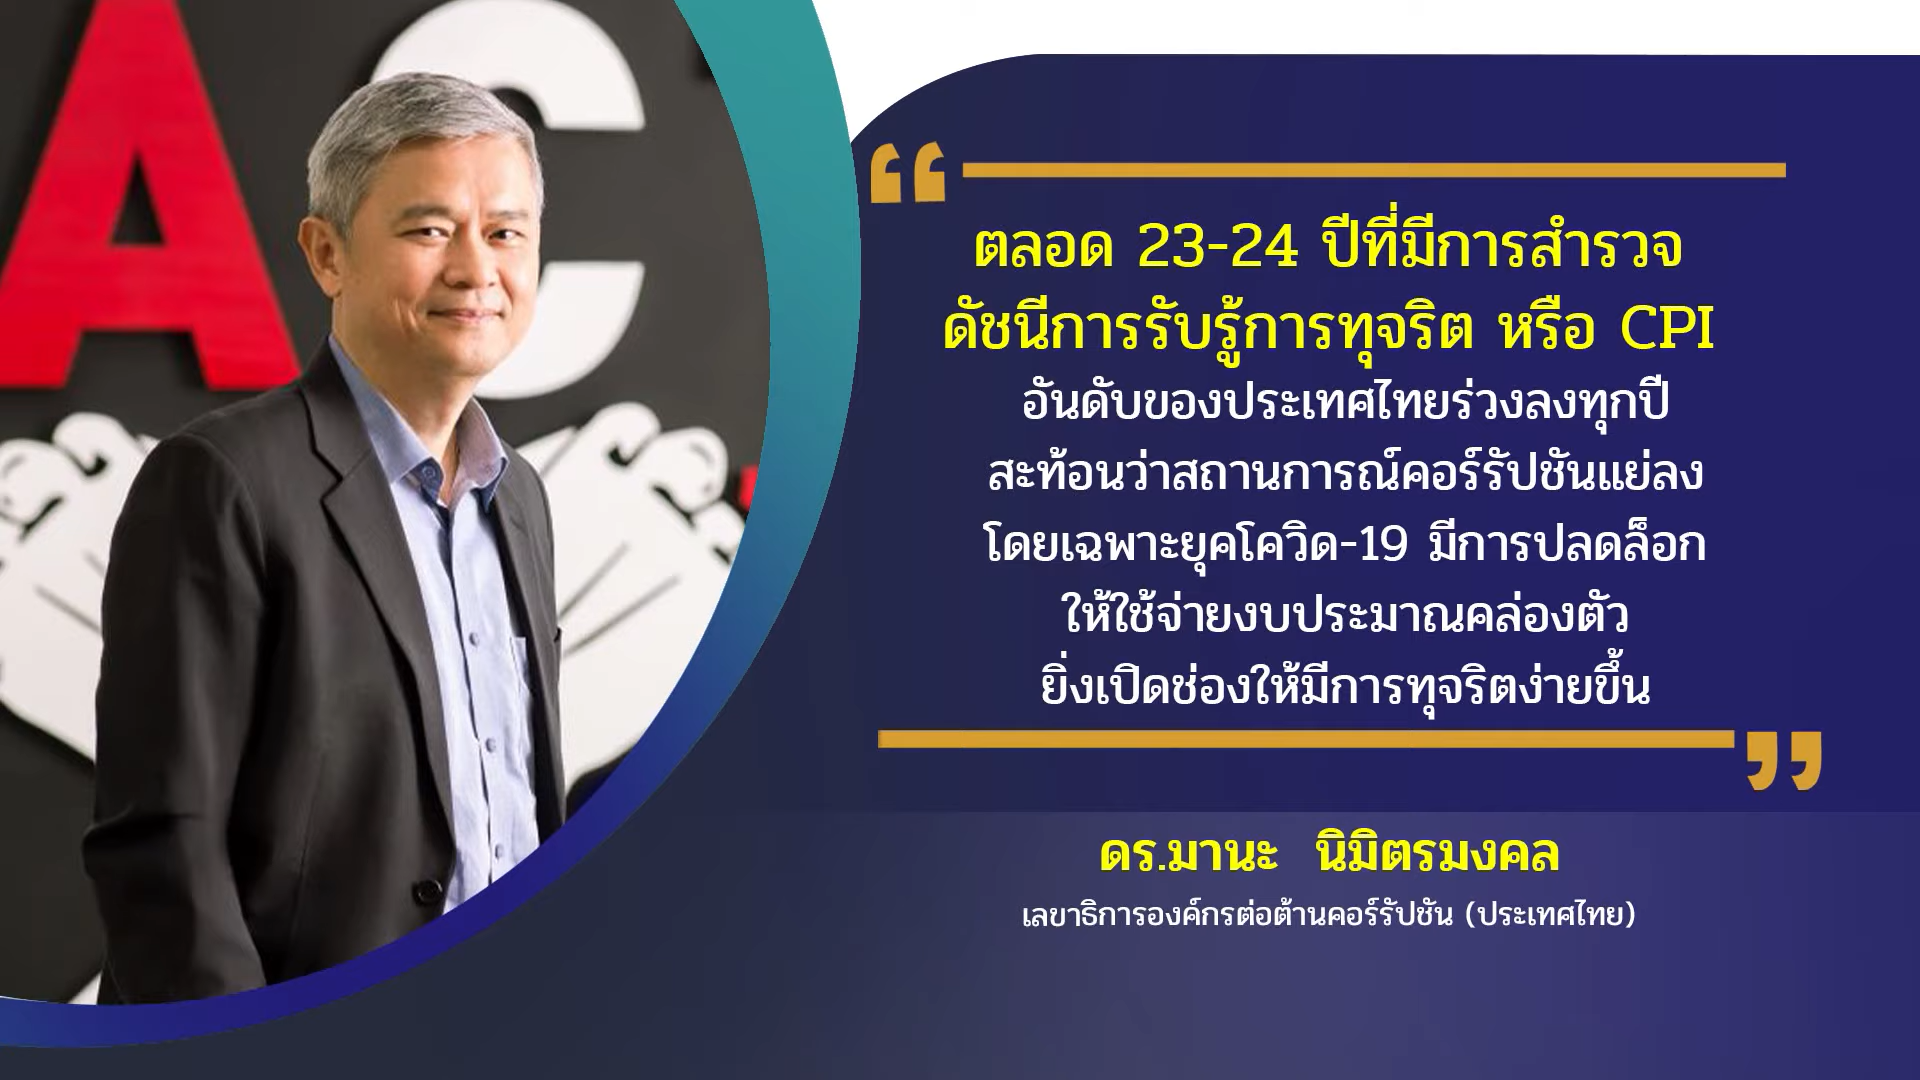 AC
“
ตลอด 23-24 ปีที่มีการสำรวจ
ดัชนีการรับรู้การทุจริต หรือ CPI
อันดับของประเทศไทยร่วงลงทุกปี
สะท้อนว่าสถานการณ์คอร์รัปชันแย่ลง
โดยเฉพาะยุคโควิด-19 มีการปลดล็อก
ให้ใช้จ่ายงบประมาณคล่องตัว
ยิ่งเปิดช่องให้มีการทุจริตง่ายขึ้น
”
ดร.มานะ นิมิตรมงคล
เลขาธิการองค์กรต่อต้านคอร์รัปชัน (ประเทศไทย)